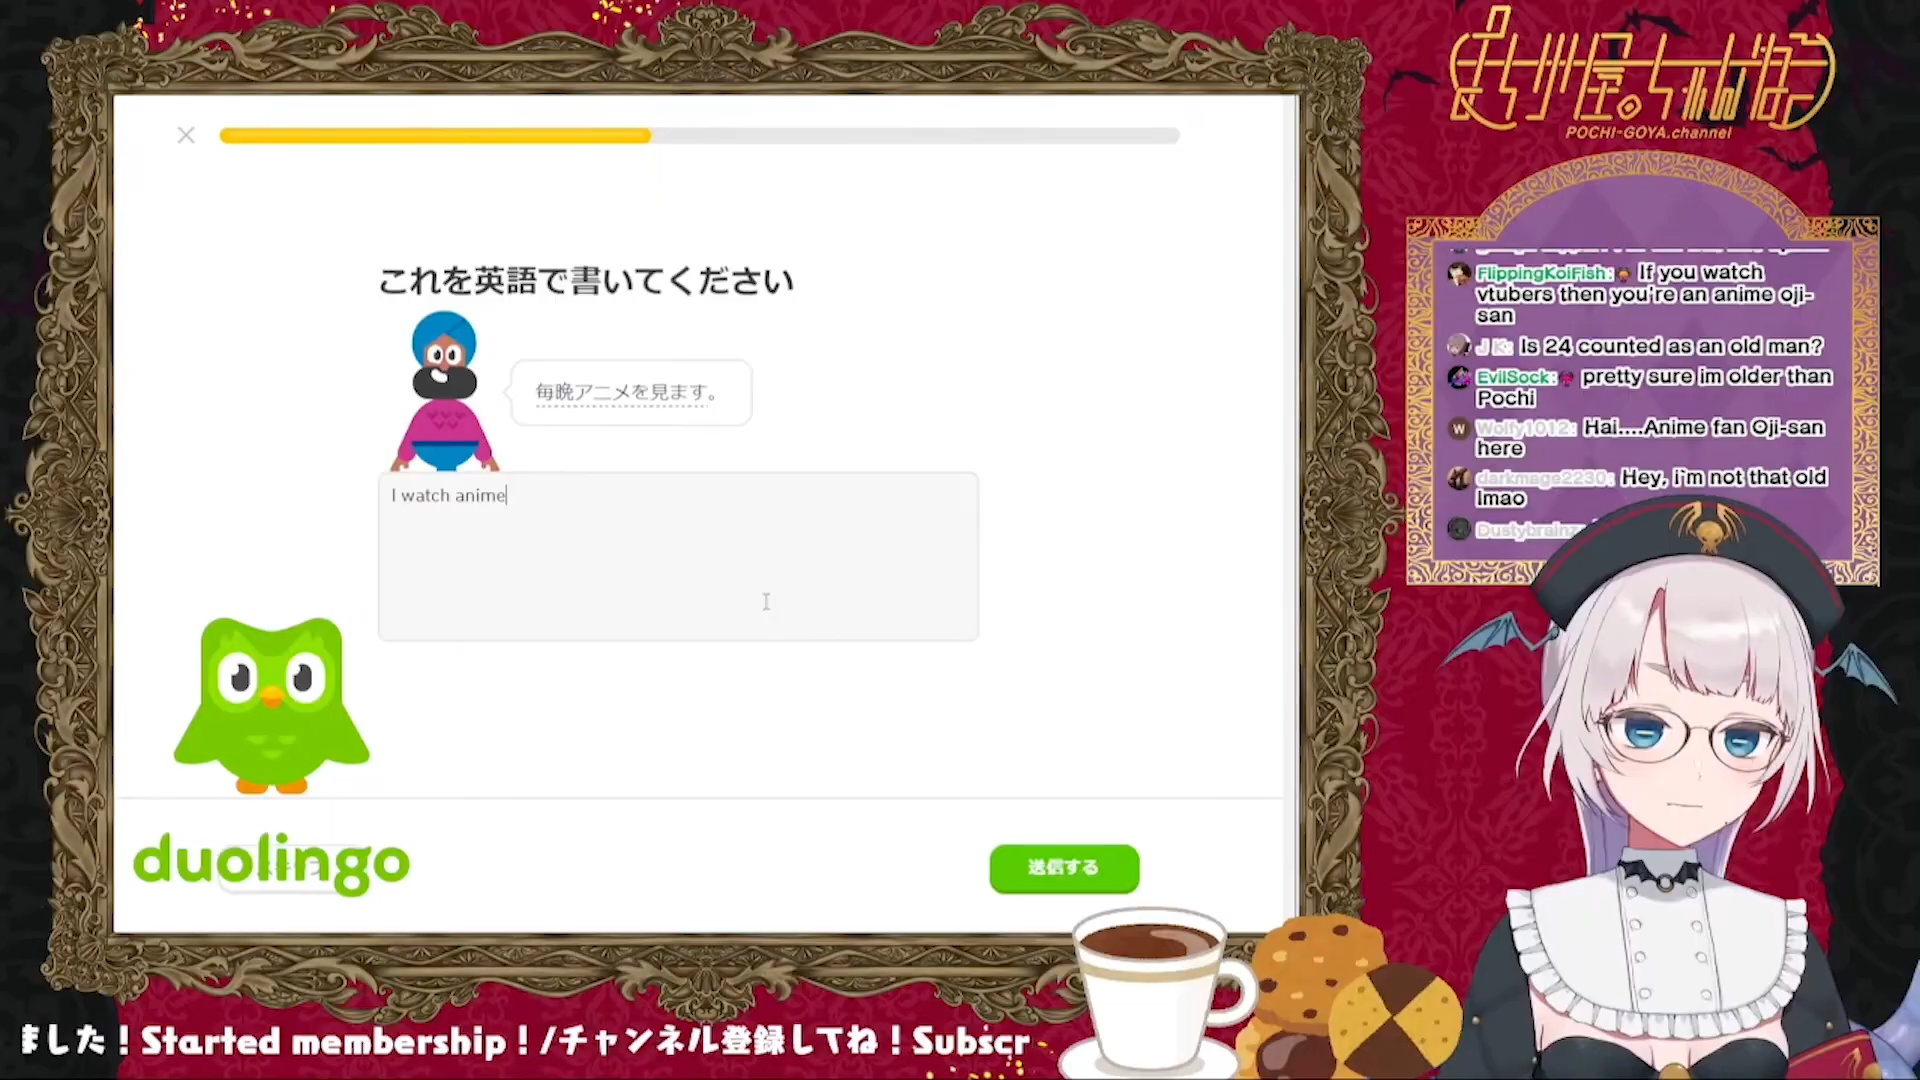 POCHI-GOYA.channel
これを英語で書いてください
毎晩アニメを見ます。
I watch anime
duolingo
送信する
FlippingKoiFish: If you watch
vtubers then you're an anime oji-
san
J K: Is 24 counted as an old man?
EvilSock: pretty sure im older than
Pochi
W
Wolfy1012: Hai....Anime fan Oji-san
here
darkmage2230: Hey, i`m not that old
lmao
Dustybrainz
ました！Started membership！/チャンネル登録してね！Subscr